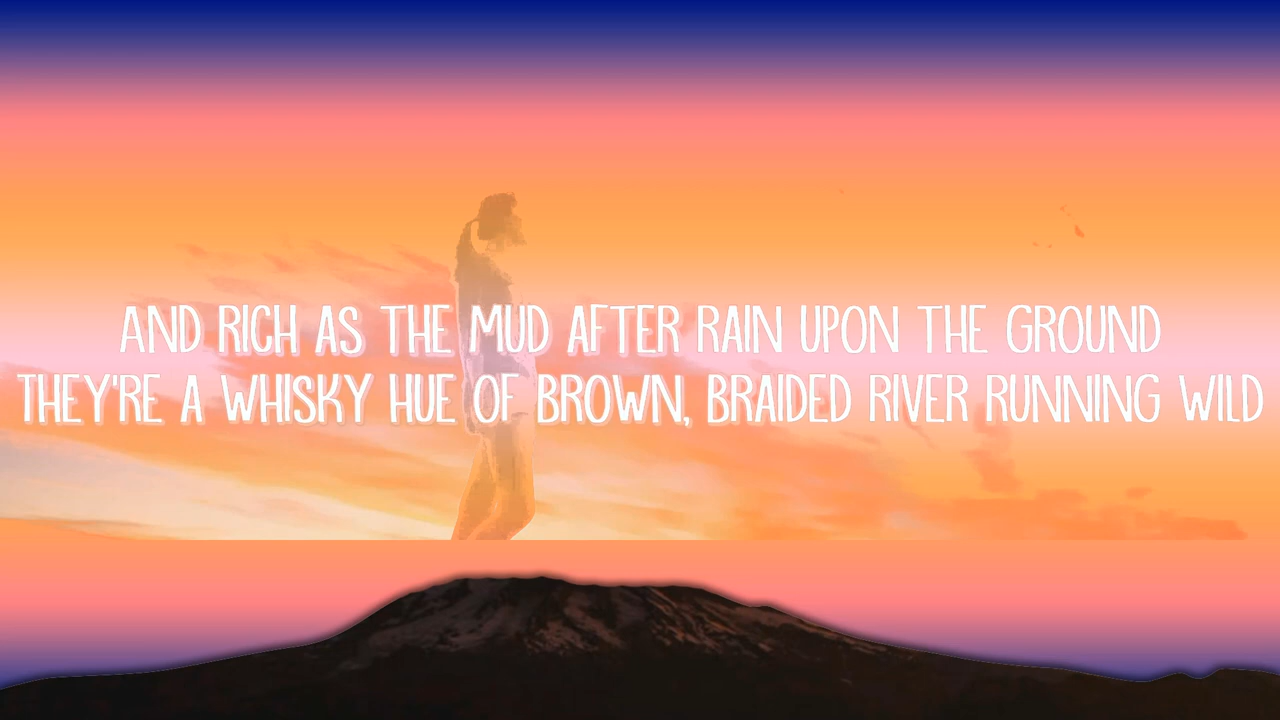 AND RICH AS THE MUD AFTER RAIN UPON THE GROUND
THEY'RE A WHISKY HUE OF BROWN, BRAIDED RIVER RUNNING WILD